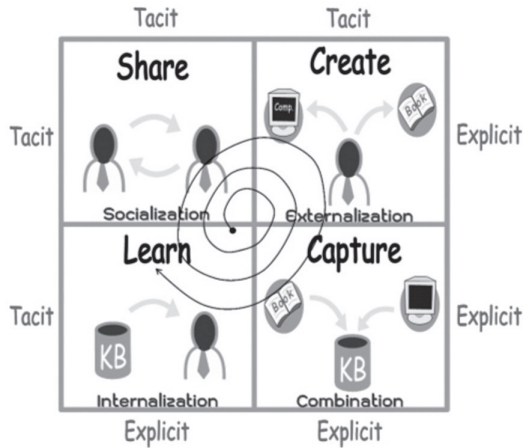 Tacit Tacit
Share Create
Comp. Book
Tacit Explicit
Socialization Externalization
Learn Capture
Book
Tacit Explicit
KB KB
Internalization Combination
Explicit Explicit